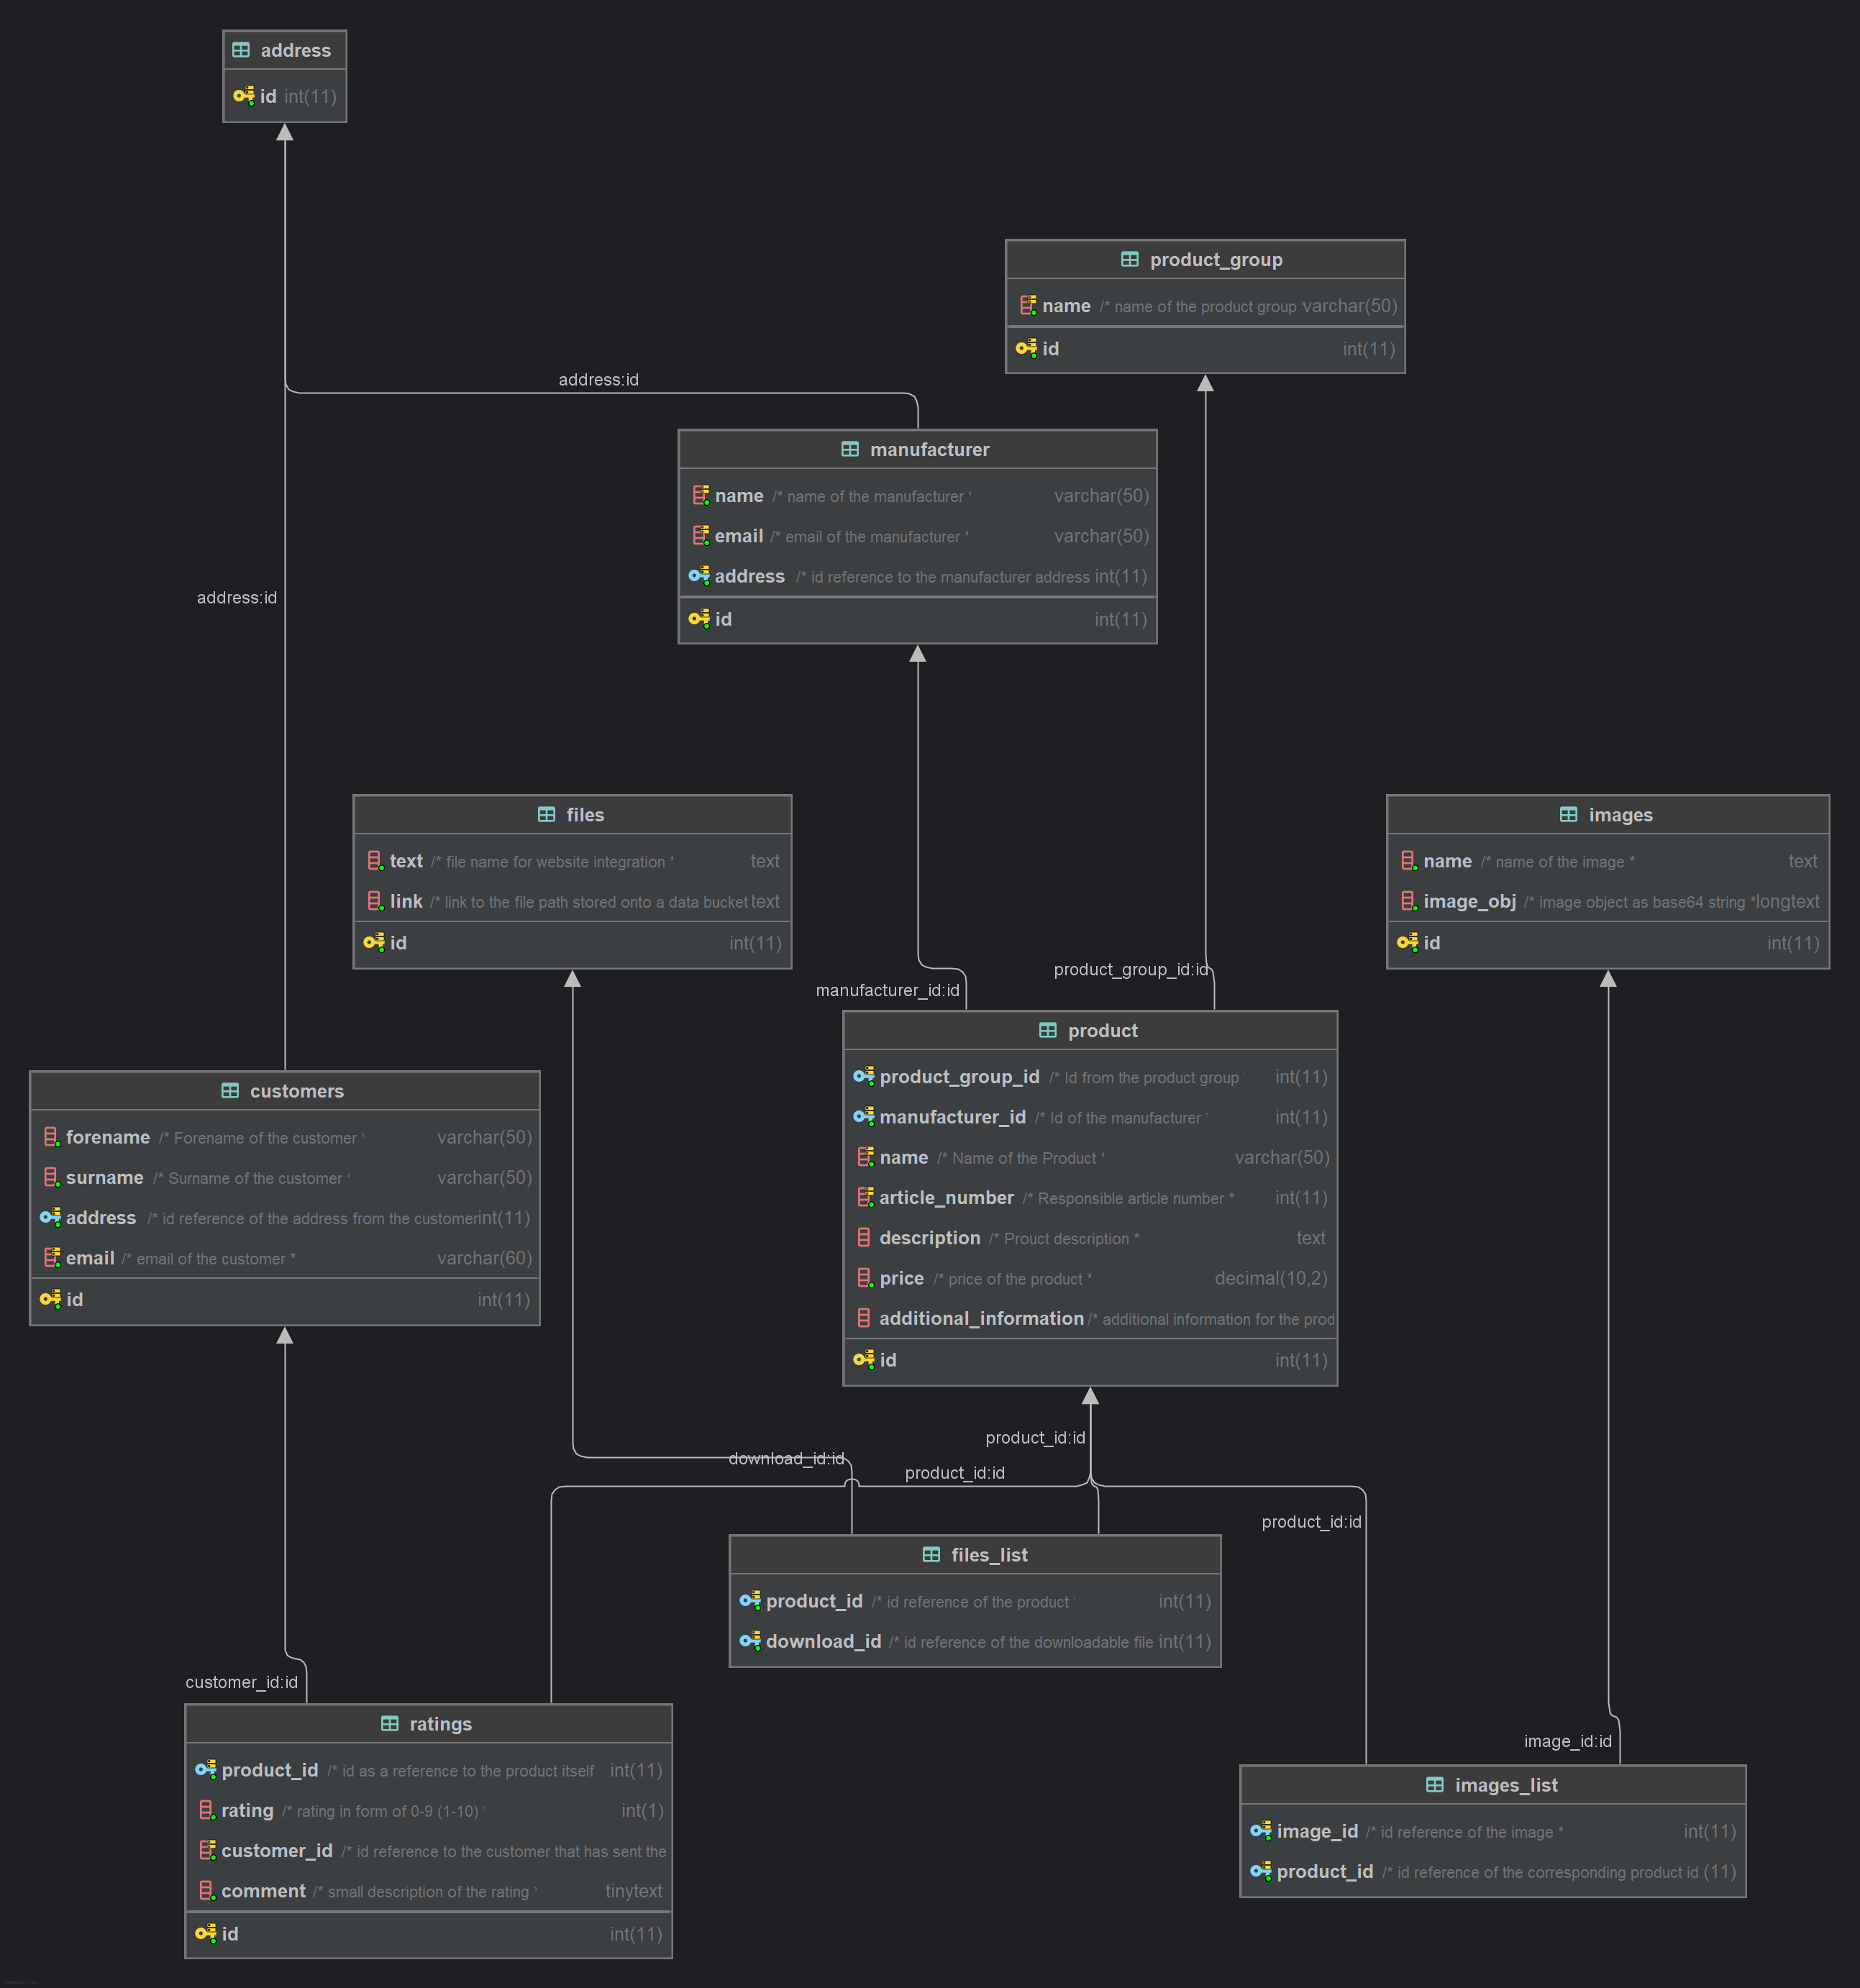 address
id int(11)
product_group
name /* name of the product group varchar(50)
id int(11)
address:id
manufacturer
name /* name of the manufacturer * varchar(50)
email /* email of the manufacturer * varchar(50)
address /* id reference to the manufacturer address int(11)
id int(11)
address:id
files
text /* file name for website integration * text
link /* link to the file path stored onto a data bucket text
id int(11)
images
name /* name of the image * text
image_obj /* image object as base64 string * longtext
id int(11)
product_group_id:id
manufacturer_id:id
product
product_group_id /* Id from the product group int(11)
manufacturer_id /* Id of the manufacturer * int(11)
name /* Name of the Product * varchar(50)
article_number /* Responsible article number * int(11)
description /* Prouct description * text
price /* price of the product * decimal(10,2)
additional_information /* additional information for the prod
id int(11)
customers
forename /* Forename of the customer * varchar(50)
surname /* Surname of the customer * varchar(50)
address /* id reference of the address from the customer int(11)
email /* email of the customer * varchar(60)
id int(11)
product_id:id
download_id:id
product_id:id
product_id:id
files_list
product_id /* id reference of the product * int(11)
download_id /* id reference of the downloadable file int(11)
customer_id:id
ratings
product_id /* id as a reference to the product itself int(11)
rating /* rating in form of 0-9 (1-10) * int(1)
customer_id /* id reference to the customer that has sent the
comment /* small description of the rating * tinytext
id int(11)
image_id:id
images_list
image_id /* id reference of the image * int(11)
product_id /* id reference of the corresponding product id (11)